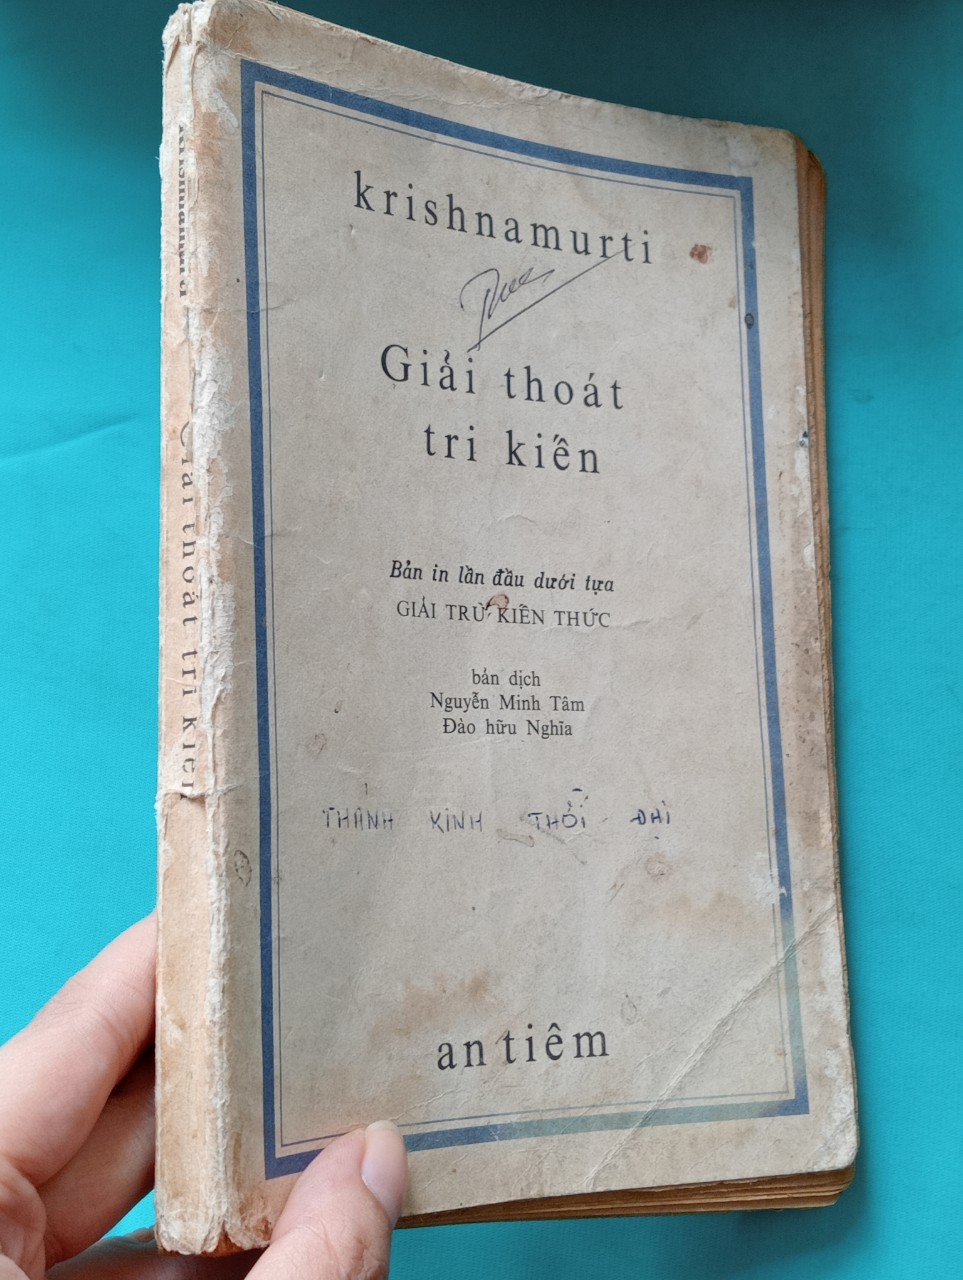 krishnamurti
Giải thoát
tri kiến
Bản in lần đầu dưới tựa
GIẢI TRỪ KIẾN THỨC
bản dịch
Nguyễn Minh Tâm
Đào hữu Nghĩa
THÁNH KINH THỜI ĐẠI
an tiêm
krishnamurti Giải thoát tri kiến